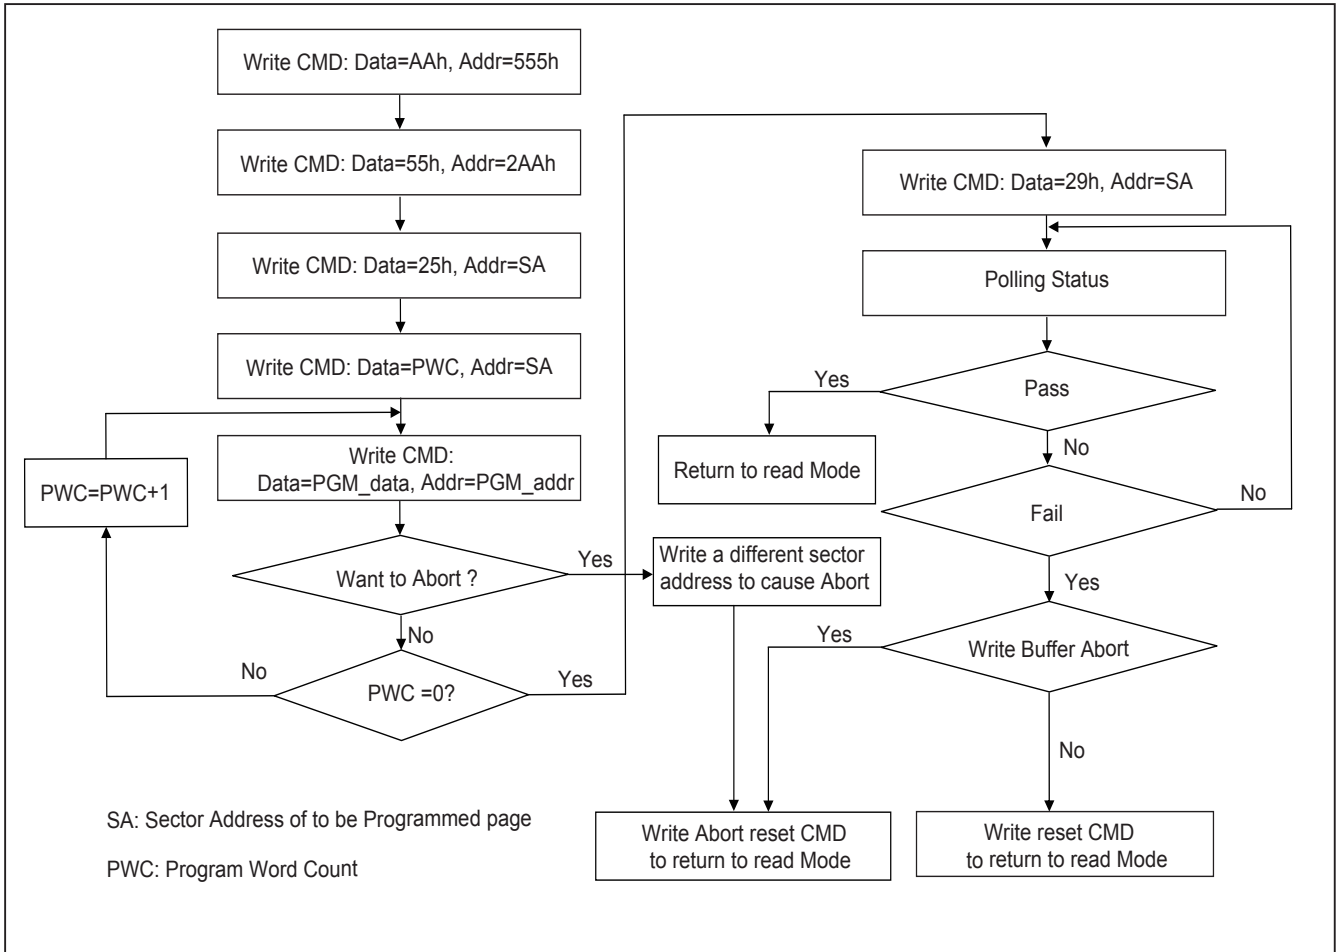 Write CMD: Data=AAh, Addr=555h
Write CMD: Data=55h, Addr=2AAh
Write CMD: Data=25h, Addr=SA
Write CMD: Data=PWC, Addr=SA
Write CMD:
Data=PGM_data, Addr=PGM_addr
PWC=PWC+1
Want to Abort ?
Yes
No
PWC =0?
No
Yes
Write a different sector
address to cause Abort
Write CMD: Data=29h, Addr=SA
Polling Status
Pass
Yes
No
Return to read Mode
Fail
No
Yes
Write Buffer Abort
Yes
No
Write Abort reset CMD
to return to read Mode
Write reset CMD
to return to read Mode
SA: Sector Address of to be Programmed page
PWC: Program Word Count